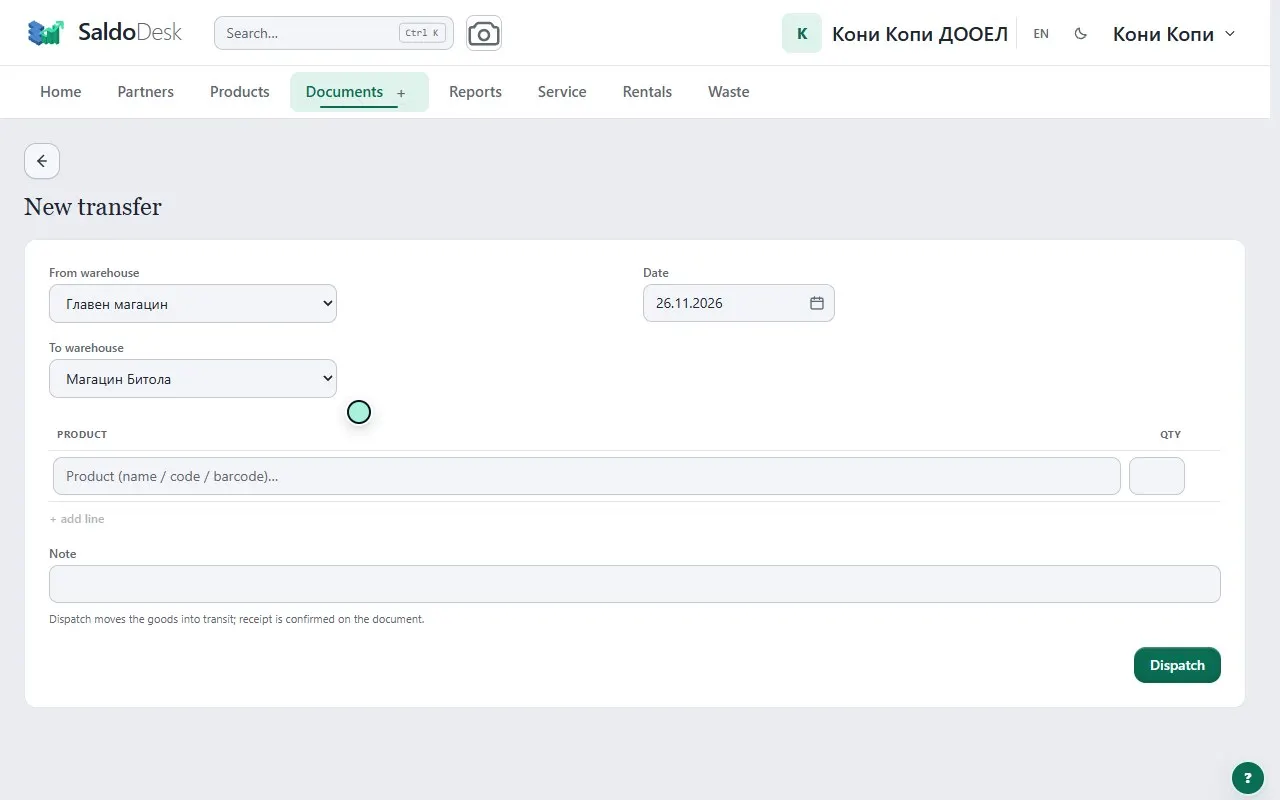 SaldoDesk
Search...
Ctrl K
K
Кони Копи ДООЕЛ
EN
Кони Копи
Home
Partners
Products
Documents +
Reports
Service
Rentals
Waste
New transfer
From warehouse
Date
Главен магацин
26.11.2026
To warehouse
Магацин Битола
PRODUCT
QTY
Product (name / code / barcode)...
+ add line
Note
Dispatch moves the goods into transit; receipt is confirmed on the document.
Dispatch
?